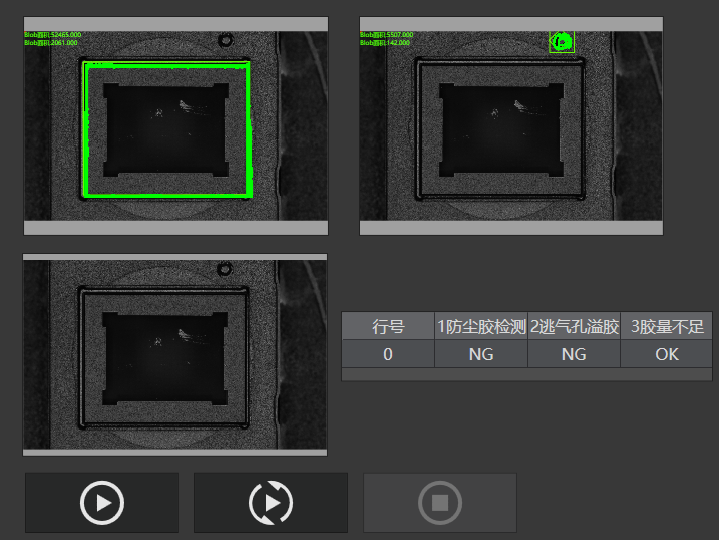 Blob面积:52465.000
Blob面积:2061.000
Blob面积:5507.000
Blob面积:142.000
行号 1防尘胶检测 2逃气孔溢胶 3胶量不足
0 NG NG OK